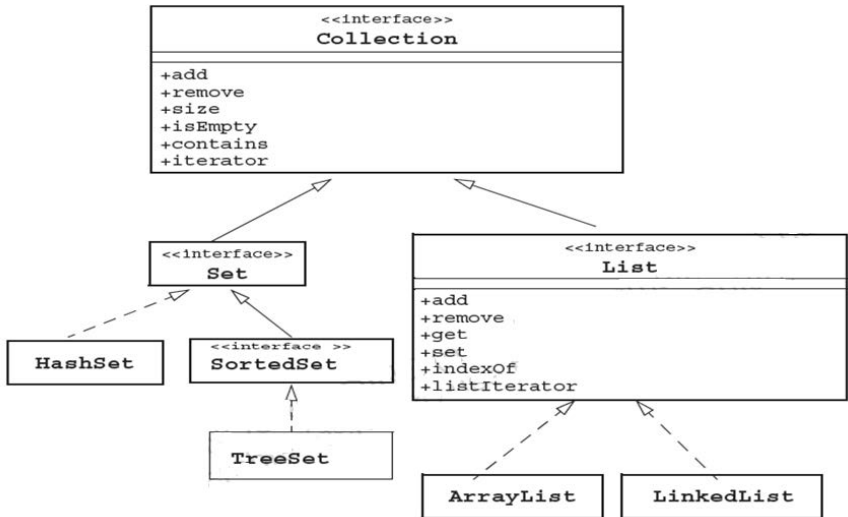 <<interface>>
Collection
+add
+remove
+size
+isEmpty
+contains
+iterator
<<interface>>
Set
<<interface>>
List
+add
+remove
+get
+set
+indexOf
+listIterator
HashSet
<<interface >>
SortedSet
TreeSet
ArrayList
LinkedList